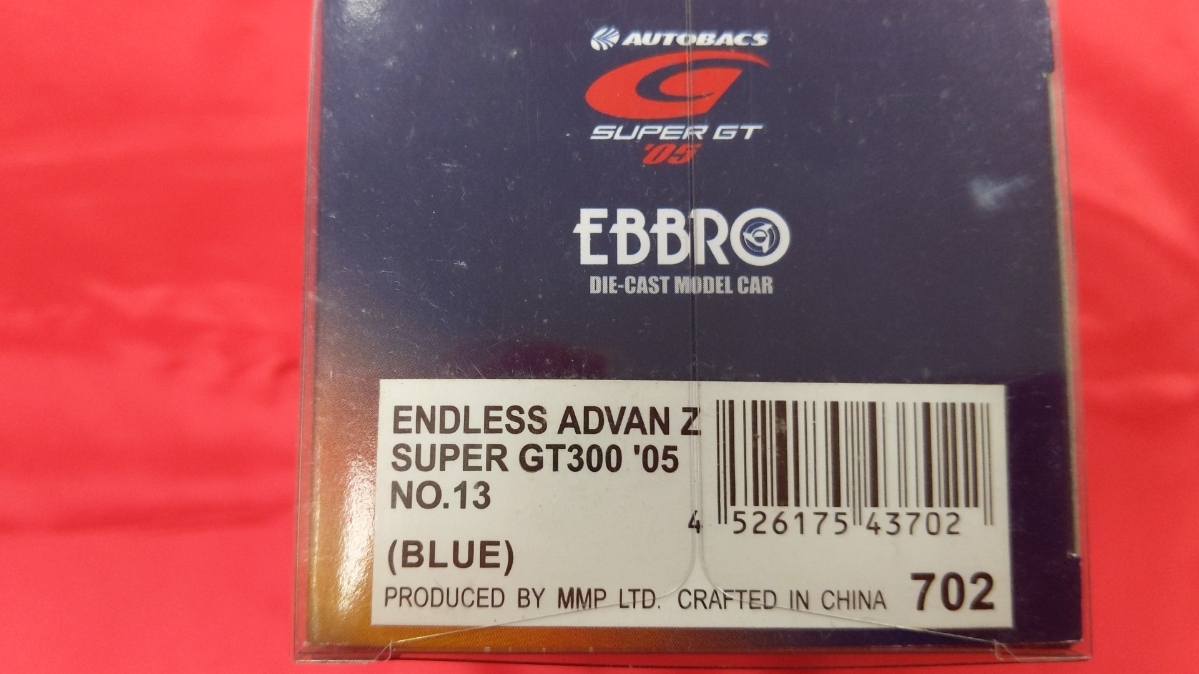 AUTOBACS
SUPER GT
'05
EBBRO
DIE-CAST MODEL CAR
ENDLESS ADVAN Z
SUPER GT300 '05
NO.13
(BLUE)
4 526175 43702
PRODUCED BY MMP LTD. CRAFTED IN CHINA 702